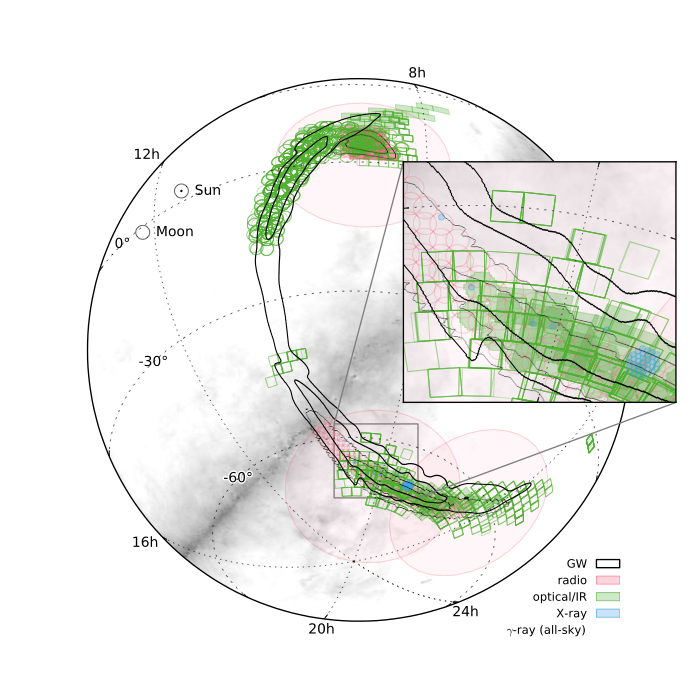 8h
12h
Sun
Moon
0°
-30°
-60°
16h
24h
20h
GW
radio
optical/IR
X-ray
γ-ray (all-sky)